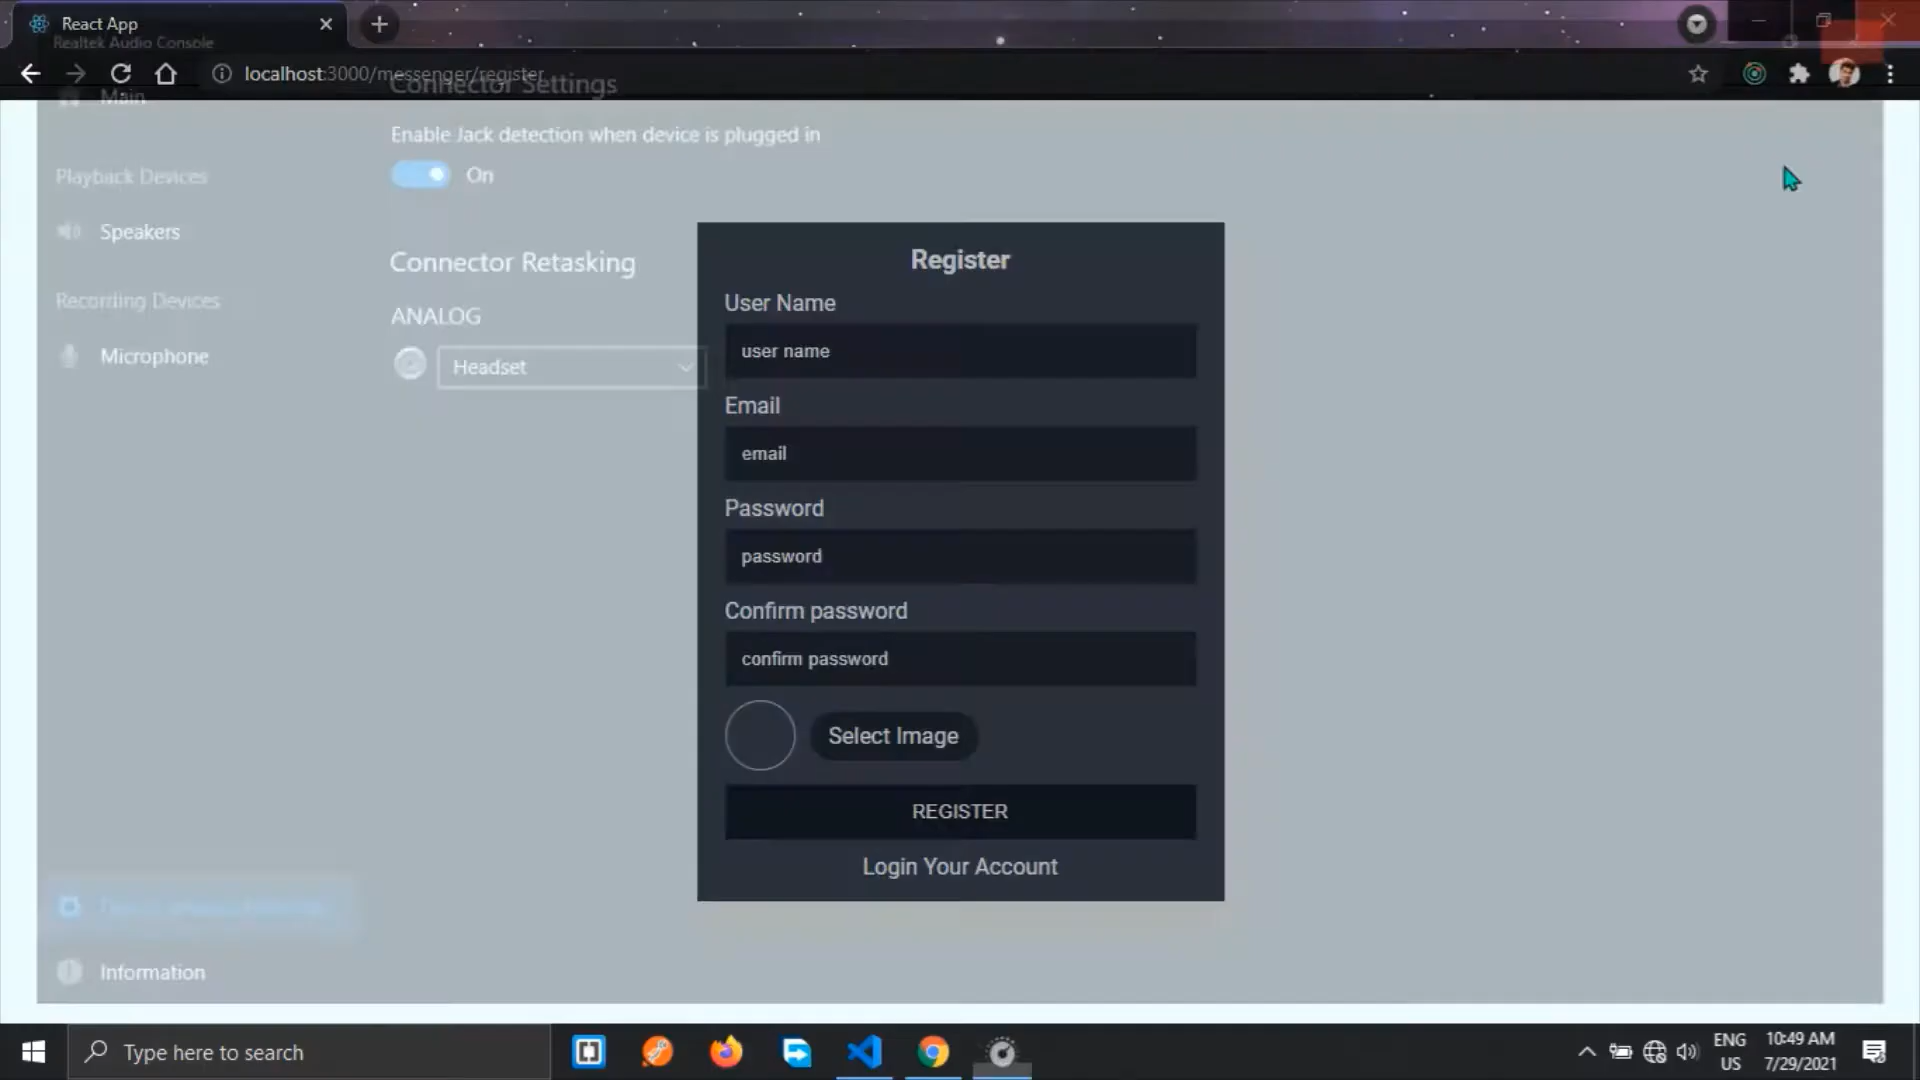 React App
Realtek Audio Console
localhost:3000/messenger/register
Connector Settings
Main
Enable Jack detection when device is plugged in
Playback Devices
On
Speakers
Connector Retasking
Recording Devices
ANALOG
Microphone
Headset
Register
User Name
user name
Email
email
Password
password
Confirm password
confirm password
Select Image
REGISTER
Login Your Account
Information
Type here to search
ENG
US
10:49 AM
7/29/2021